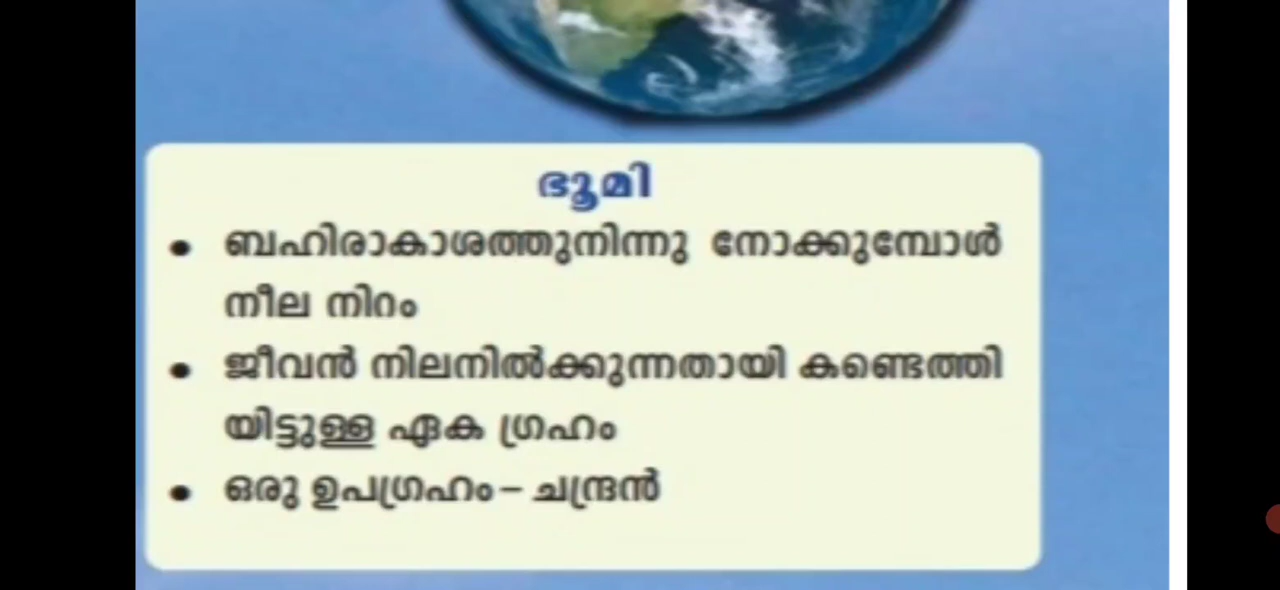 ഭൂമി
• ബഹിരാകാശത്തുനിന്നു നോക്കുമ്പോൾ
നീല നിറം
• ജീവൻ നിലനിൽക്കുന്നതായി കണ്ടെത്തി
യിട്ടുള്ള ഏക ഗ്രഹം
• ഒരു ഉപഗ്രഹം – ചന്ദ്രൻ